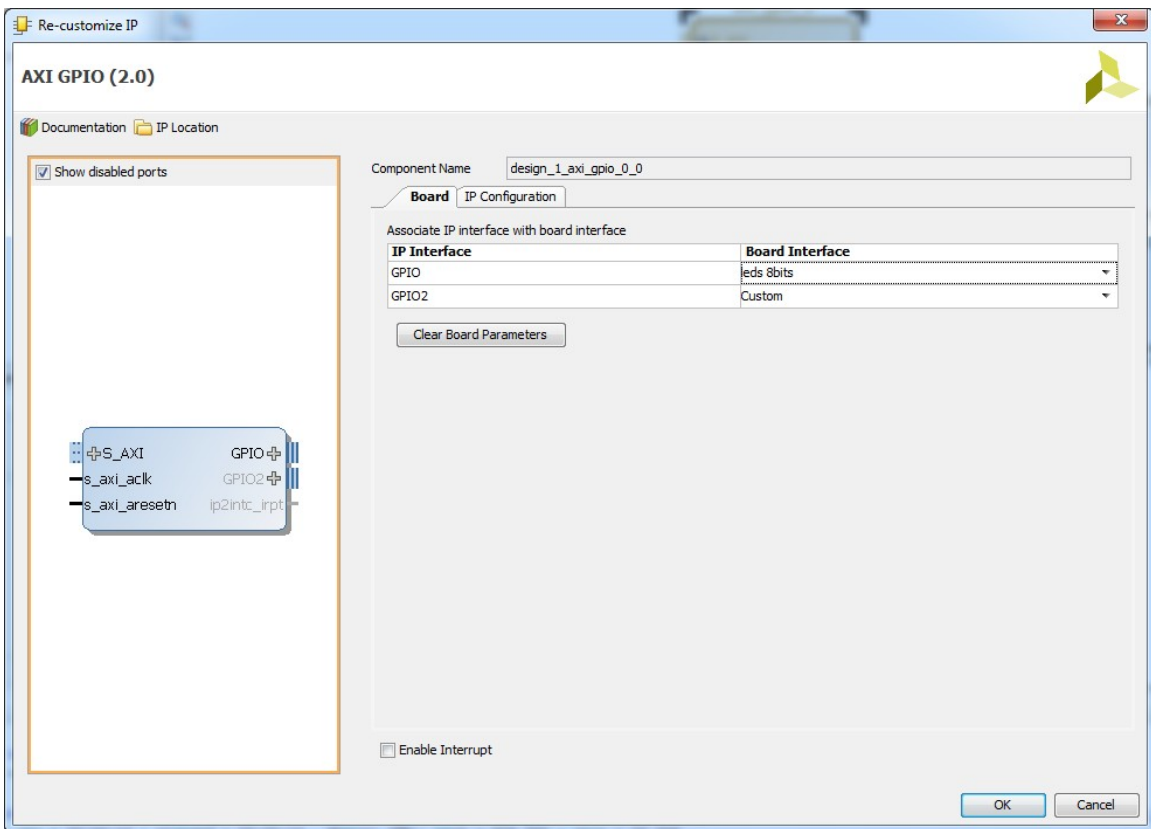 Re-customize IP
x
AXI GPIO (2.0)
Documentation IP Location
Show disabled ports
S_AXI GPIO
s_axi_aclk GPIO2
s_axi_aresetn ip2intc_irpt
Component Name design_1_axi_gpio_0_0
Board IP Configuration
Associate IP interface with board interface
IP Interface Board Interface
GPIO leds 8bits
GPIO2 Custom
Clear Board Parameters
Enable Interrupt
OK Cancel